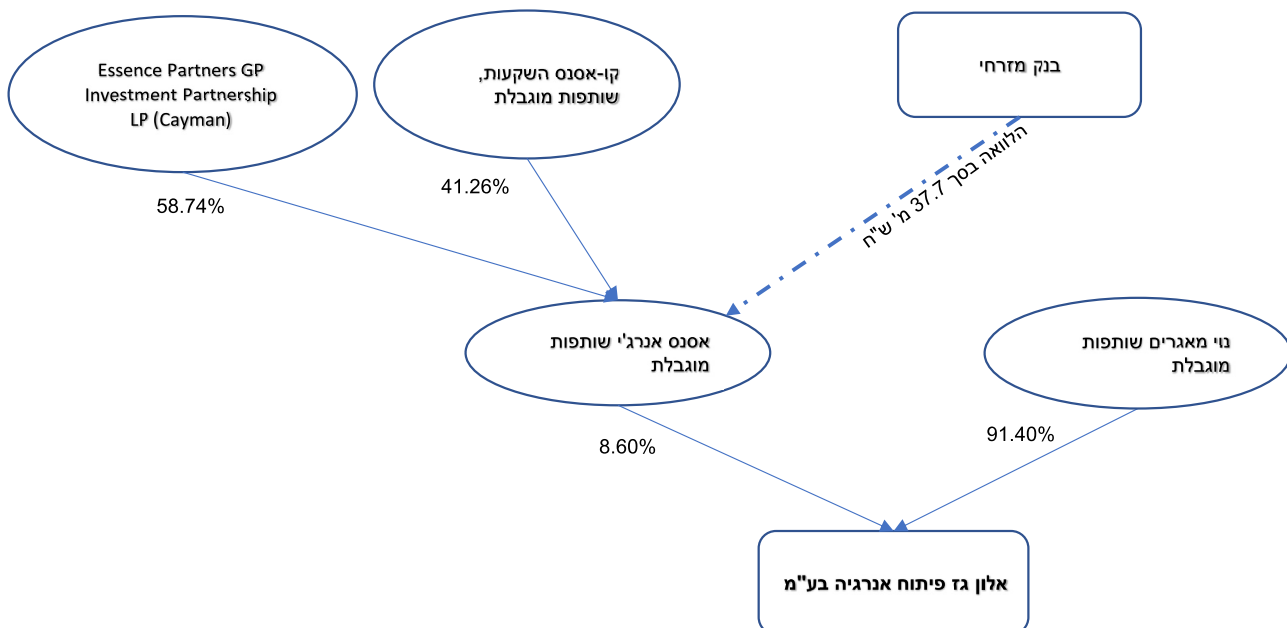 Essence Partners GP
Investment Partnership
LP (Cayman)
קו-אסנס השקעות,
שותפות מוגבלת
בנק מזרחי
58.74%
41.26%
הלוואה בסך 37.7 מ' ש"ח
אסנס אנרג'י שותפות
מוגבלת
נוי מאגרים שותפות
מוגבלת
8.60%
91.40%
אלון גז פיתוח אנרגיה בע"מ